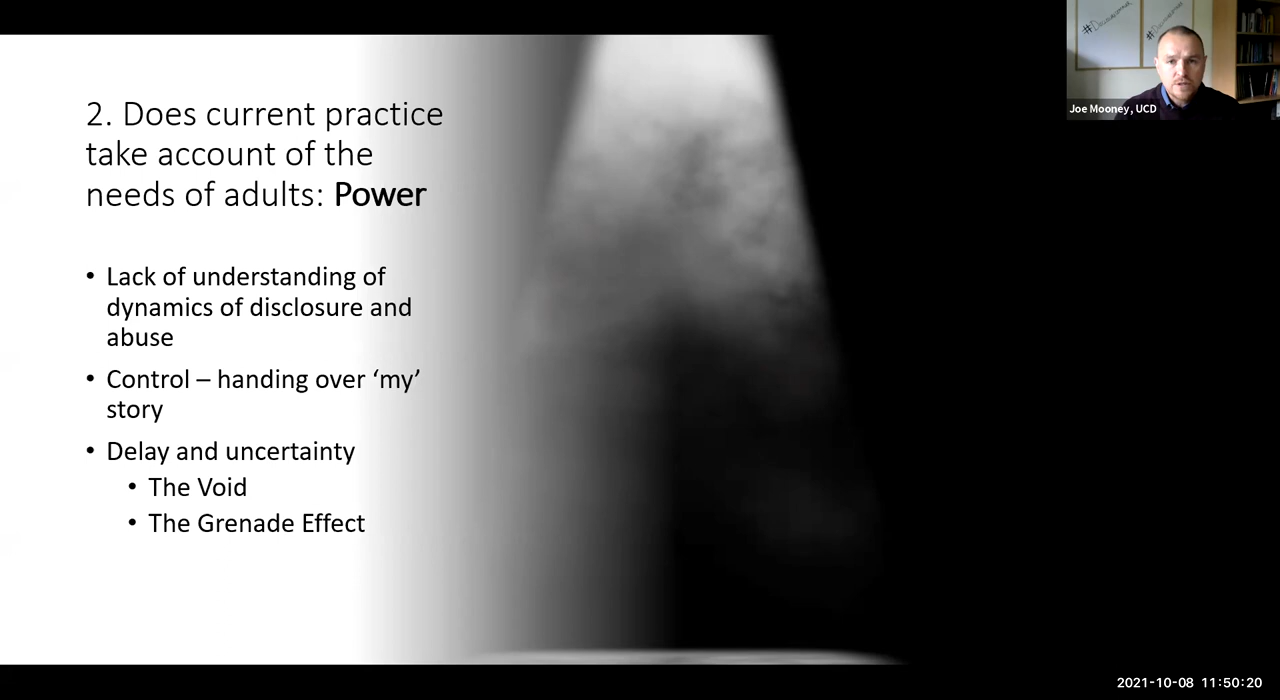 2. Does current practice
take account of the
needs of adults: Power
• Lack of understanding of
dynamics of disclosure and
abuse
• Control – handing over ‘my’
story
• Delay and uncertainty
• The Void
• The Grenade Effect
Joe Mooney, UCD
2021-10-08 11:50:20